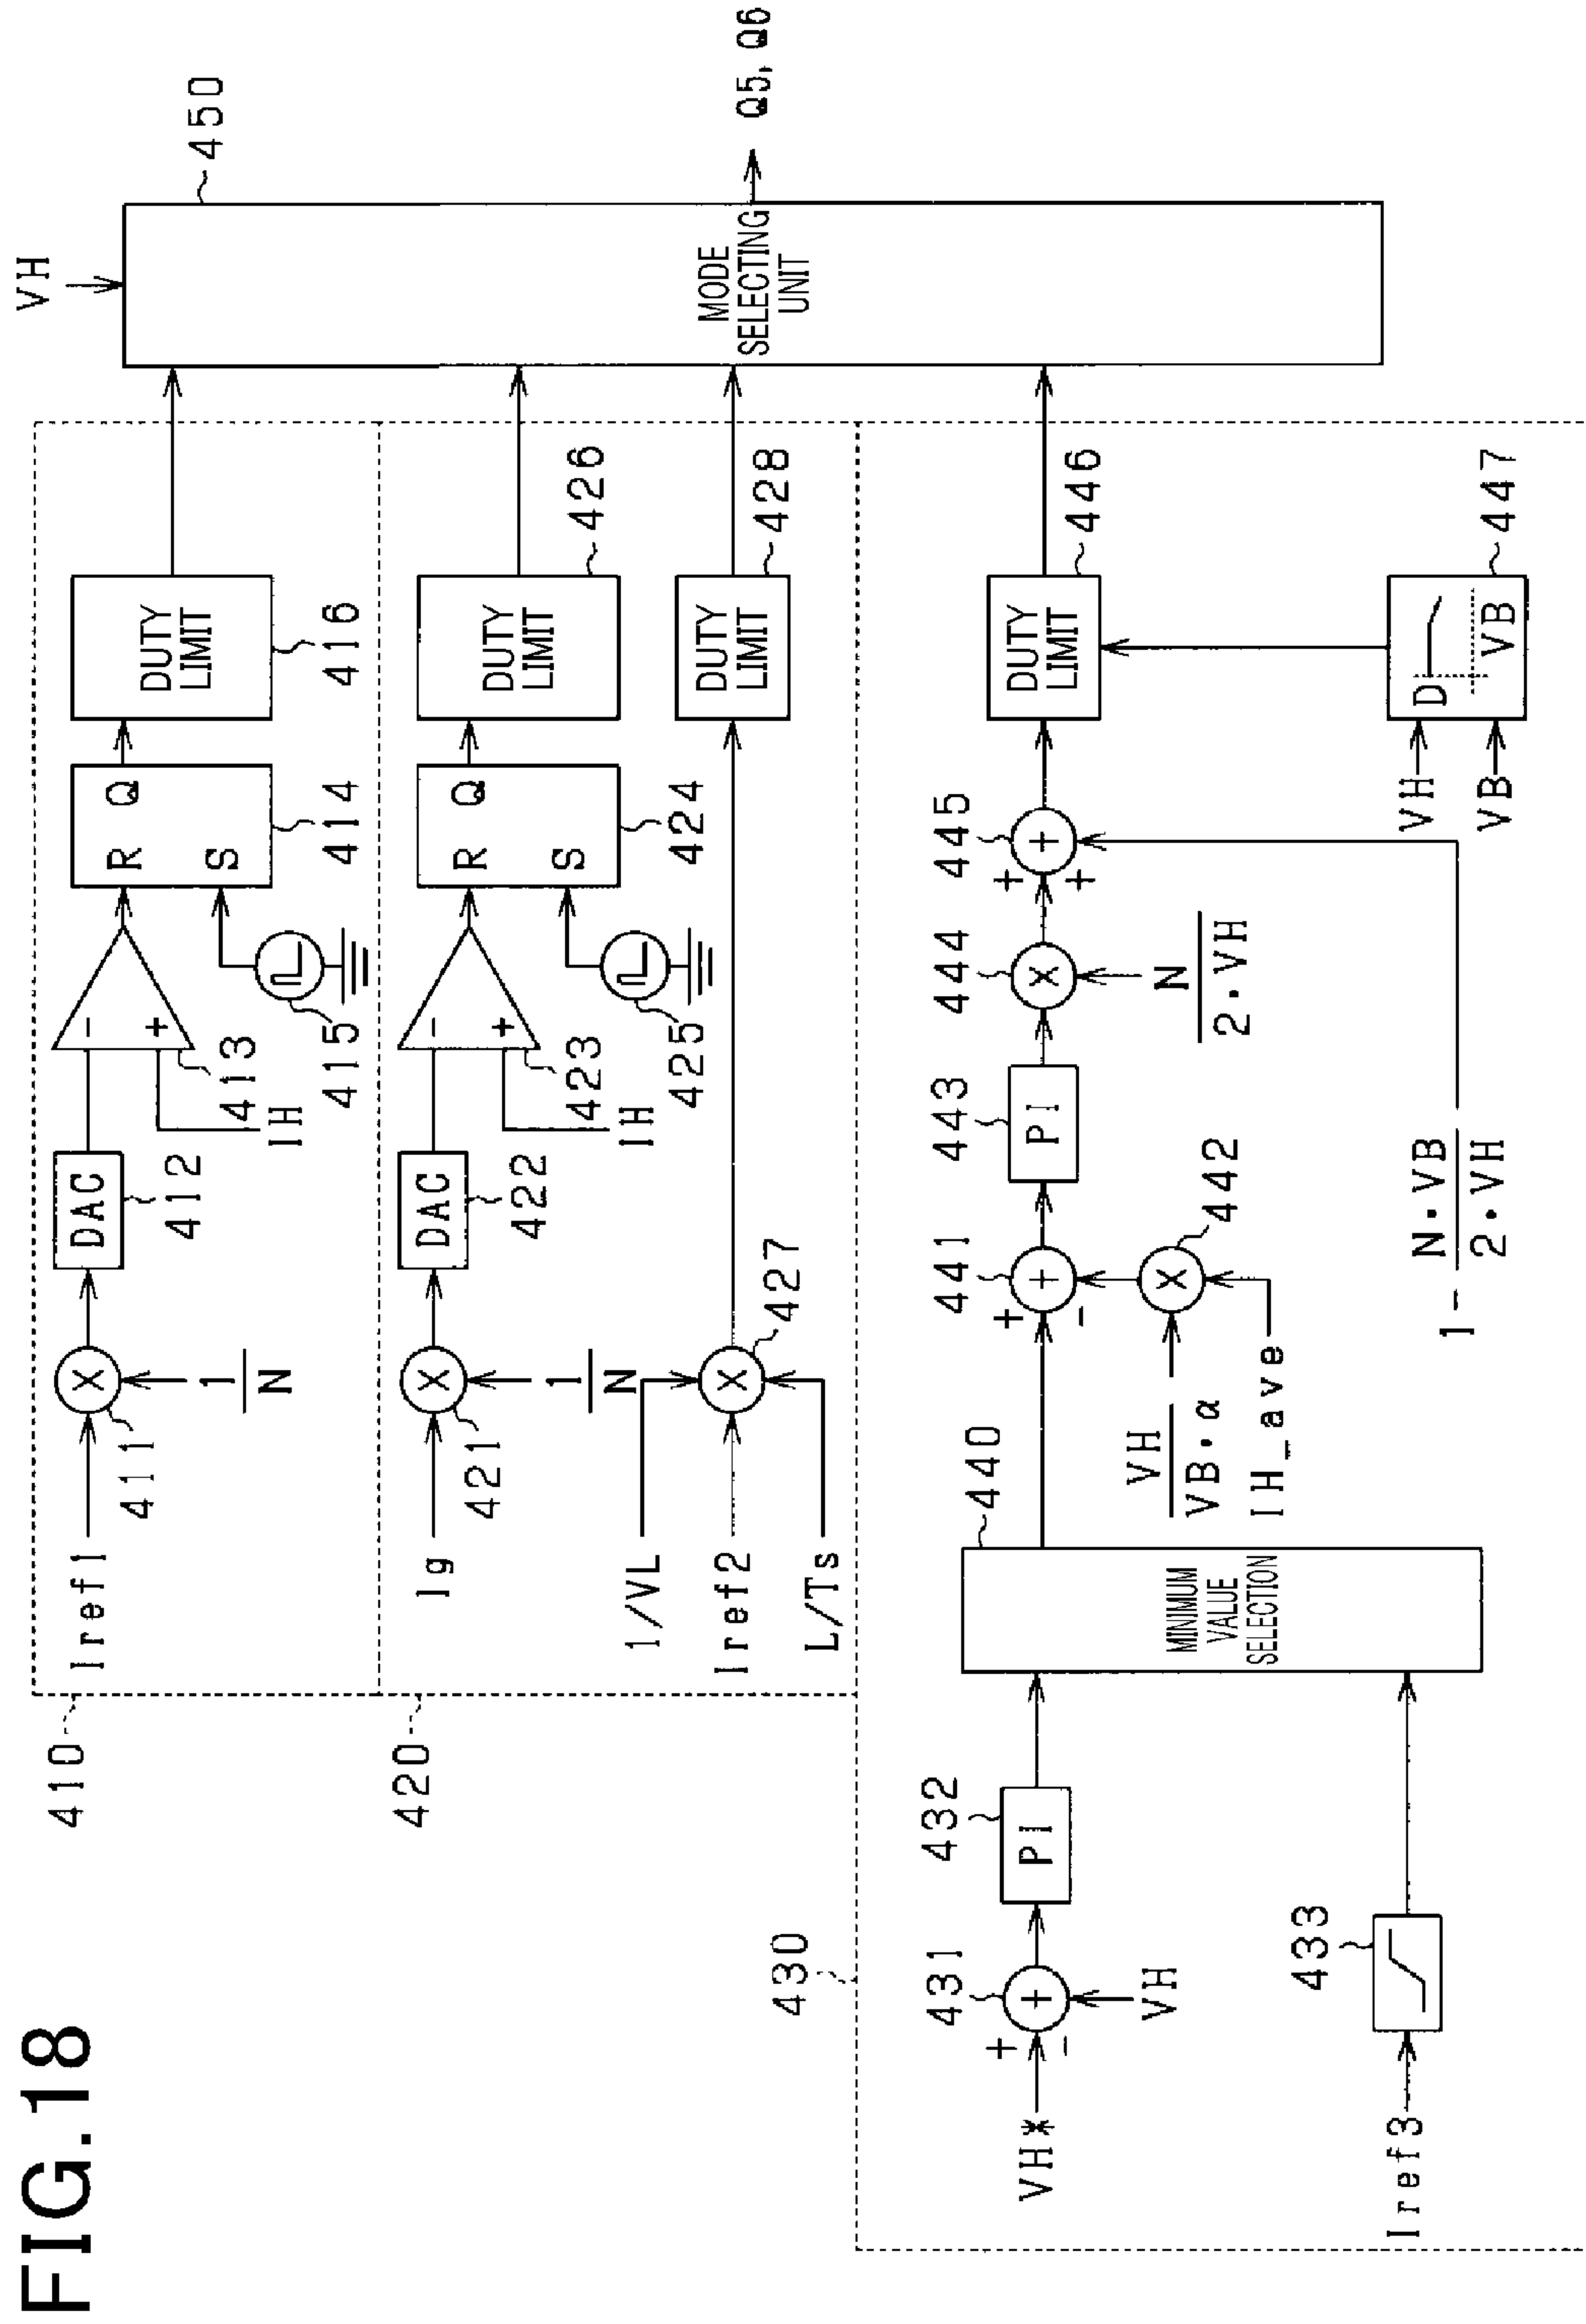 FIG.18
410
Iref1
411
1
N
DAC
412
-
+
413
IH
415
R Q
S
414
DUTY
LIMIT
416
420
Ig
421
1
N
DAC
422
-
+
423
IH
425
R Q
S
424
DUTY
LIMIT
426
1/VL
Iref2
L/Ts
427
DUTY
LIMIT
428
430
VH*
+
-
431
VH
PI
432
Iref3
433
MINIMUM
VALUE
SELECTION
440
+
-
441
VH
VB·α
IH_ave
442
PI
443
444
N
2·VH
+
+
445
1- N·VB
2·VH
DUTY
LIMIT
446
VH
VB
D
VB
447
VH
MODE
SELECTING
UNIT
450
Q5, Q6